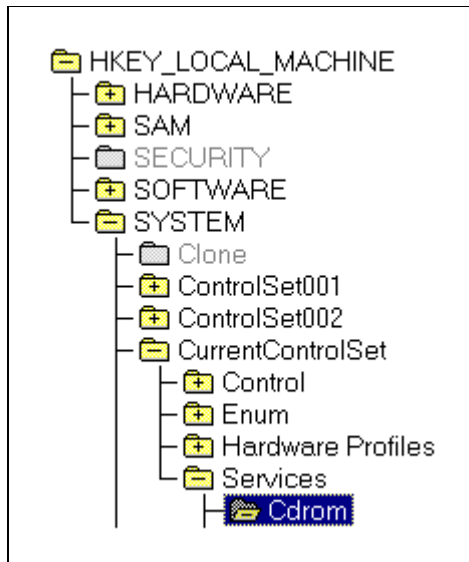 HKEY_LOCAL_MACHINE
HARDWARE
SAM
SECURITY
SOFTWARE
SYSTEM
Clone
ControlSet001
ControlSet002
CurrentControlSet
Control
Enum
Hardware Profiles
Services
Cdrom